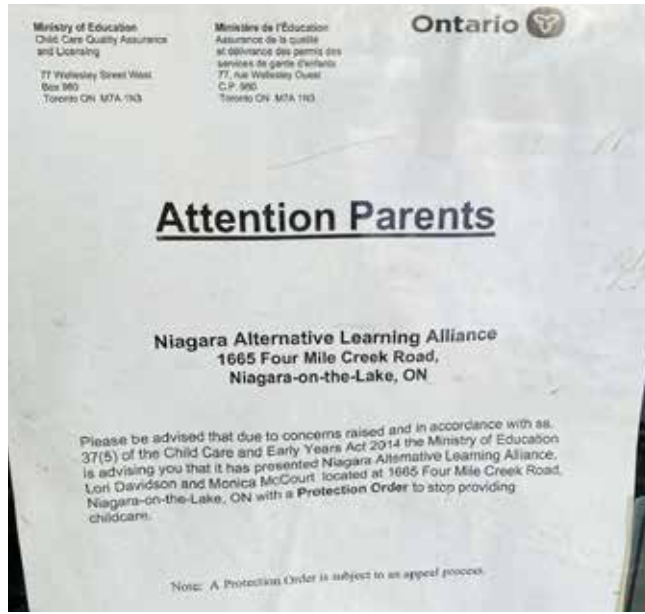 Ministry of Education
Child Care Quality Assurance
and Licensing
77 Wellesley Street West
Box 980
Toronto ON M7A 1N3
Ministère de l'Éducation
Assurance de la qualité
et délivrance des permis des
services de garde d'enfants
77, rue Wellesley Ouest
C.P. 980
Toronto ON M7A 1N3
Ontario
Attention Parents
Niagara Alternative Learning Alliance
1665 Four Mile Creek Road,
Niagara-on-the-Lake, ON
Please be advised that due to concerns raised and in accordance with ss.
37(5) of the Child Care and Early Years Act 2014 the Ministry of Education
is advising you that it has presented Niagara Alternative Learning Alliance,
Lori Davidson and Monica McCourt located at 1665 Four Mile Creek Road,
Niagara-on-the-Lake, ON with a Protection Order to stop providing
childcare.
Note: A Protection Order is subject to an appeal process.